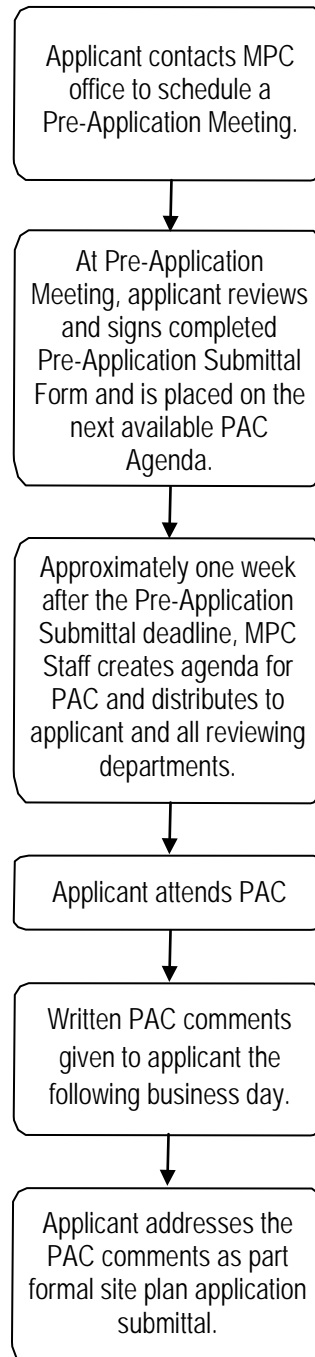 Applicant contacts MPC
office to schedule a
Pre-Application Meeting.
At Pre-Application
Meeting, applicant reviews
and signs completed
Pre-Application Submittal
Form and is placed on the
next available PAC
Agenda.
Approximately one week
after the Pre-Application
Submittal deadline, MPC
Staff creates agenda for
PAC and distributes to
applicant and all reviewing
departments.
Applicant attends PAC
Written PAC comments
given to applicant the
following business day.
Applicant addresses the
PAC comments as part
formal site plan application
submittal.